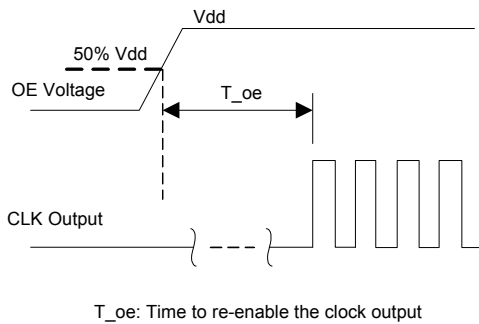 Vdd
50% Vdd
OE Voltage
T_oe
CLK Output
T_oe: Time to re-enable the clock output